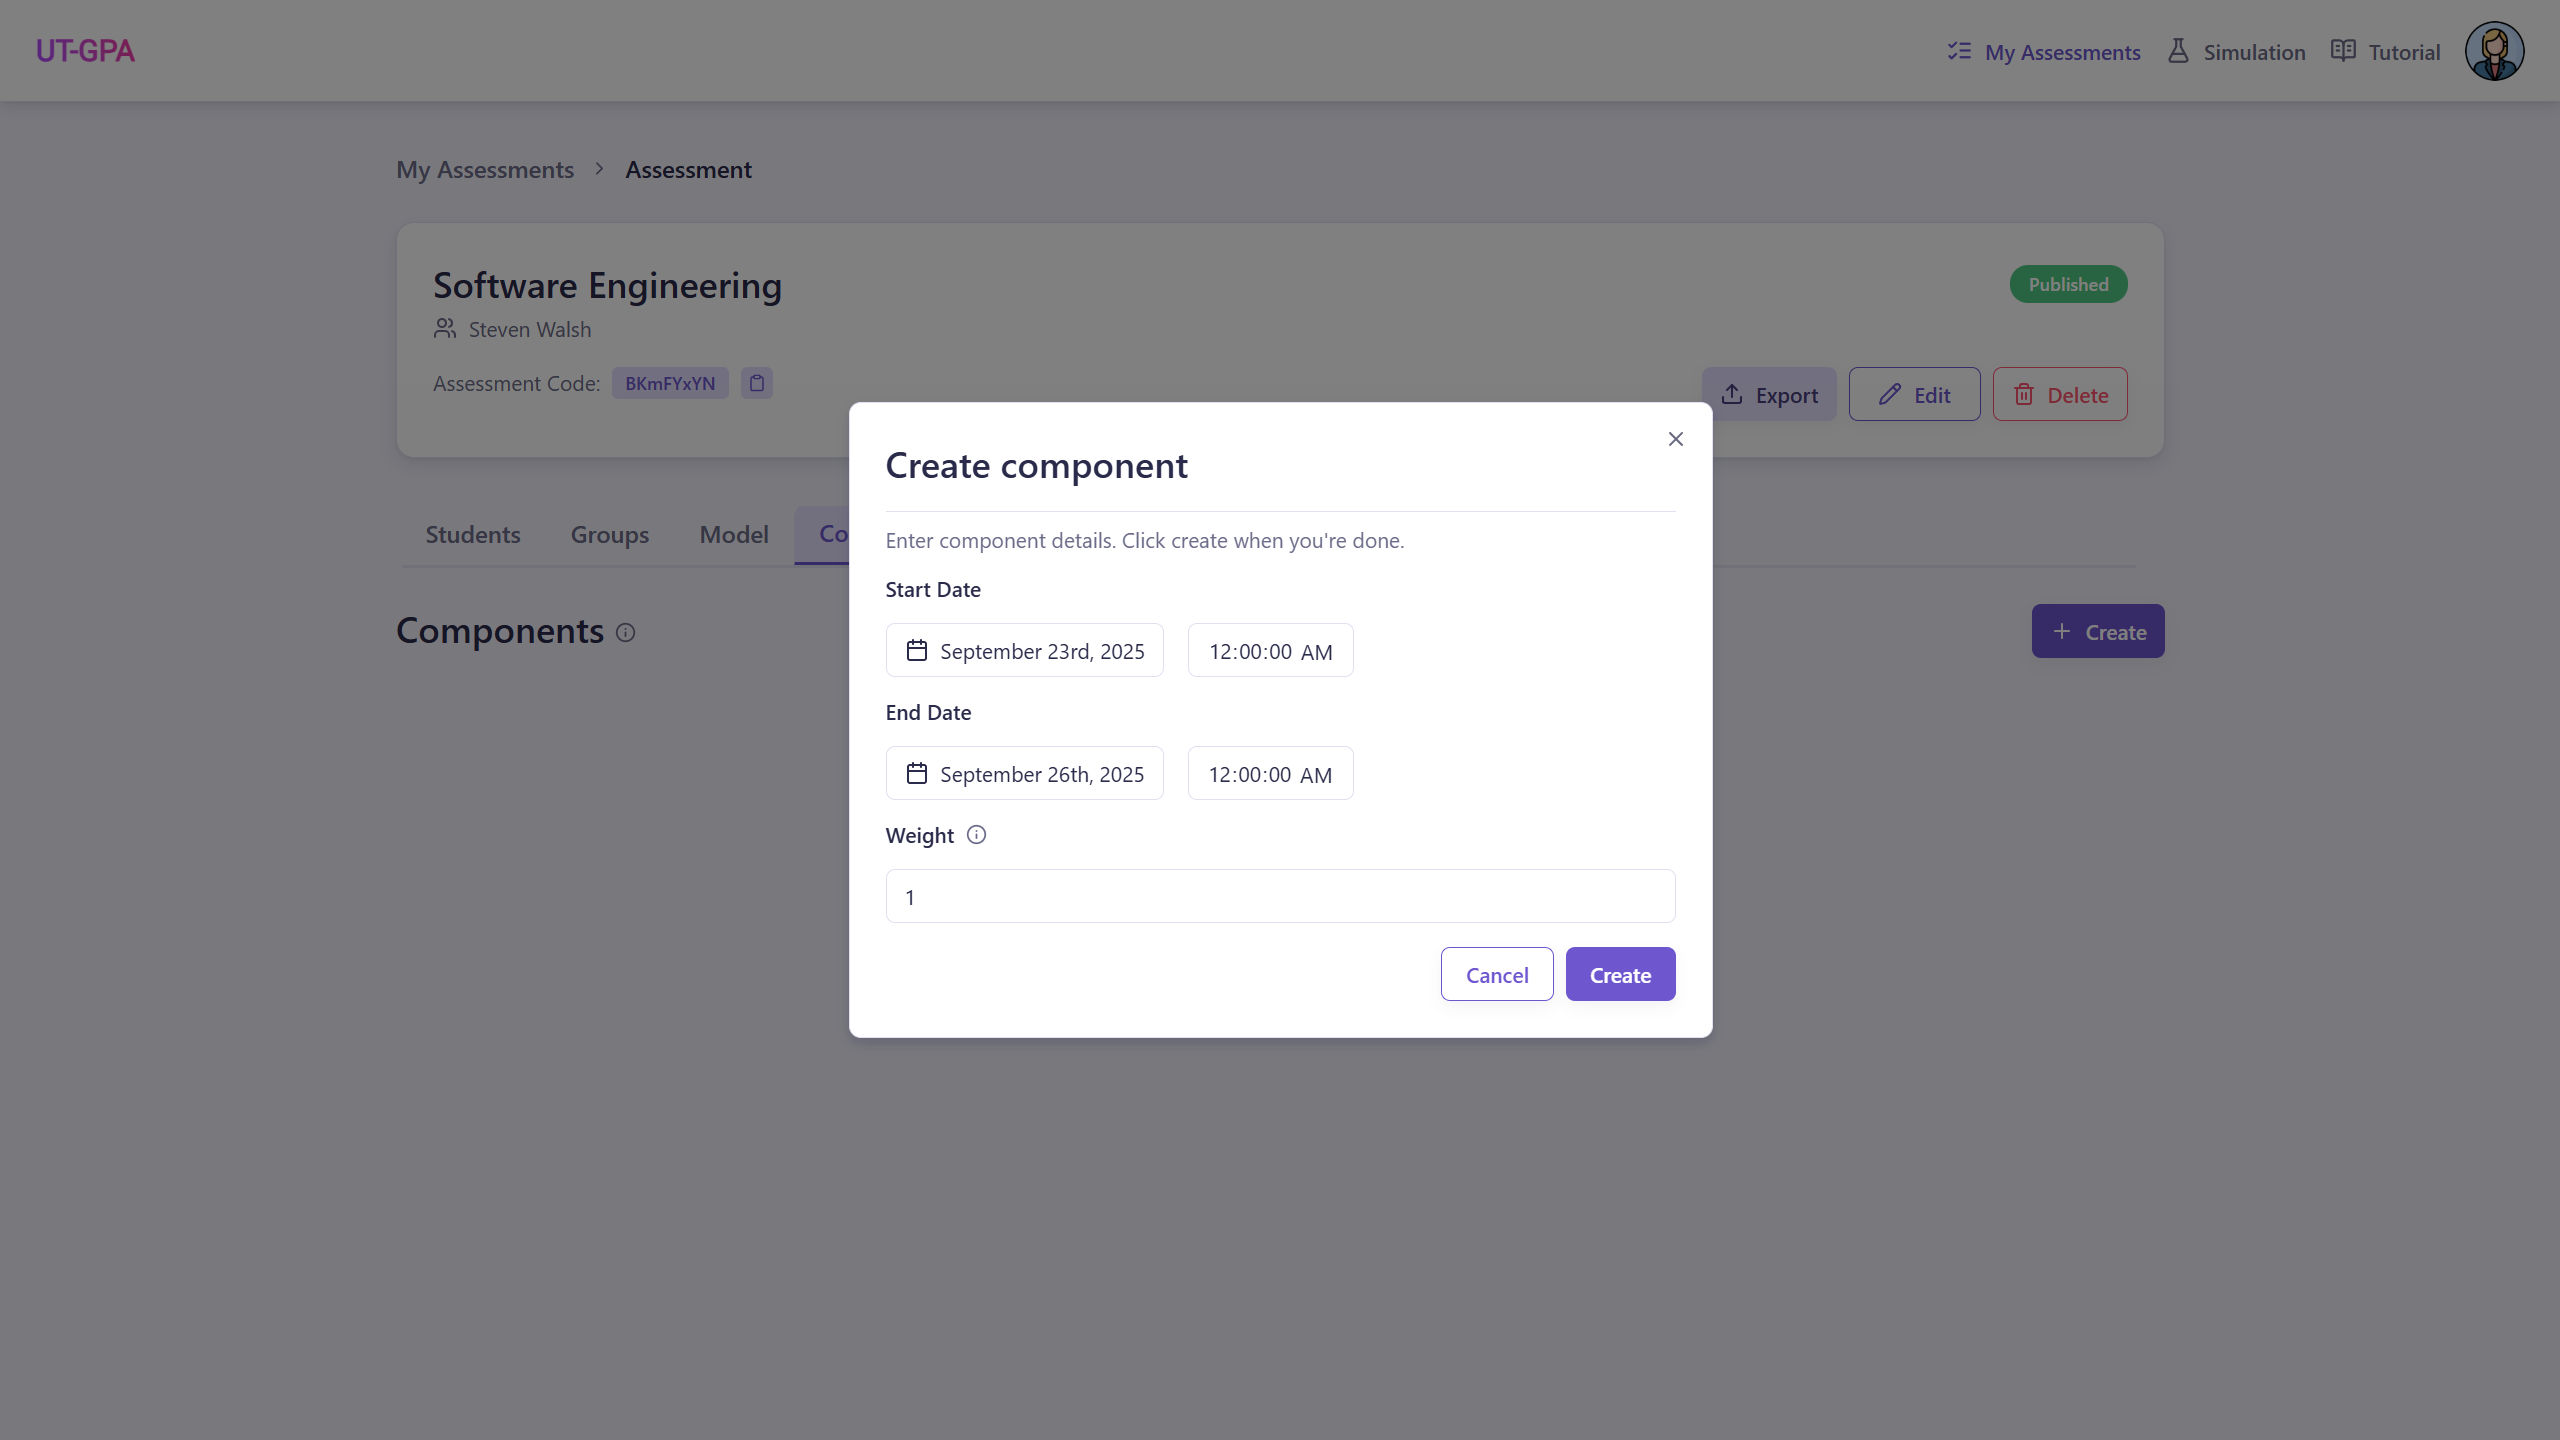 UT-GPA
My Assessments Simulation Tutorial
My Assessments Assessment
Software Engineering
Published
Steven Walsh
Assessment Code: BKmFYxYN
Export Edit Delete
Students Groups Model Co
Components
Create
Create component
Enter component details. Click create when you're done.
Start Date
September 23rd, 2025 12:00:00 AM
End Date
September 26th, 2025 12:00:00 AM
Weight
1
Cancel Create